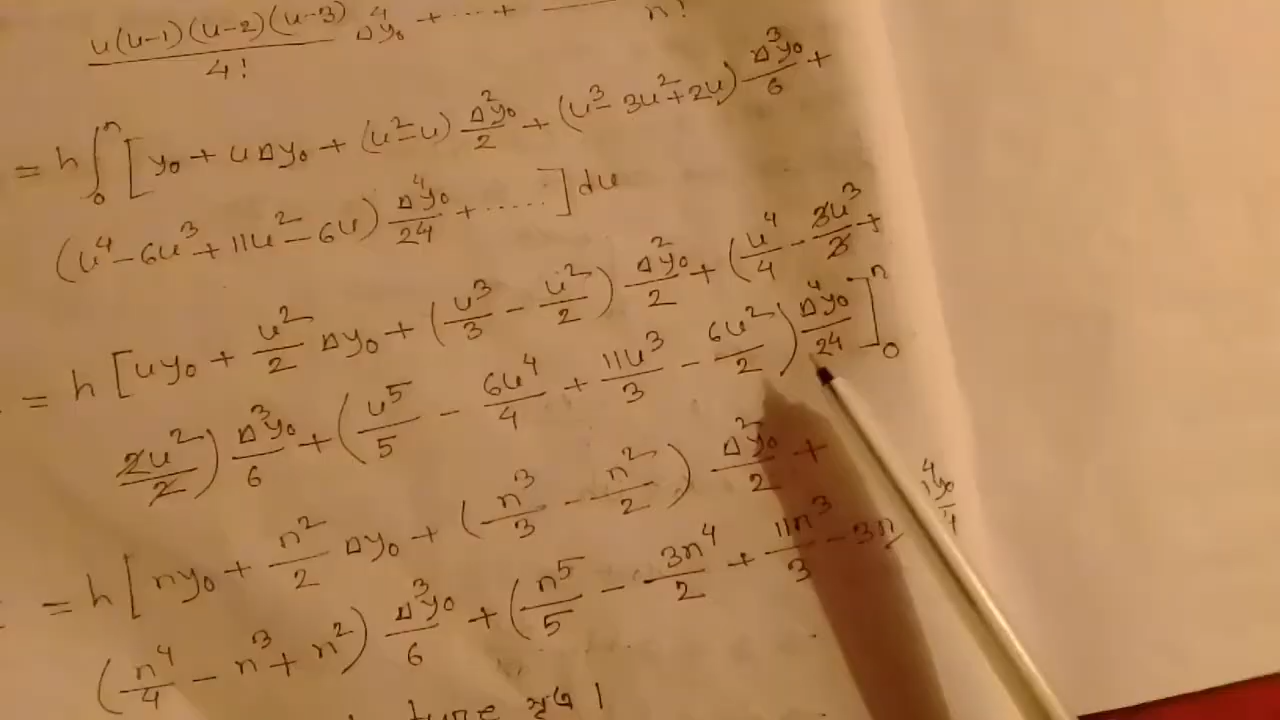 u(u-1)(u-2)(u-3)/4! Δ⁴y₀ + ... + ―/n!
= h ∫₀ⁿ [y₀ + uΔy₀ + (u²-u) Δ²y₀/2 + (u³-3u²+2u) Δ³y₀/6 +
(u⁴-6u³+11u²-6u) Δ⁴y₀/24 + ......] du
= h [uy₀ + u²/2 Δy₀ + (u³/3 - u²/2) Δ²y₀/2 + (u⁴/4 - 3u³/3 +
2u²/2) Δ³y₀/6 + (u⁵/5 - 6u⁴/4 + 11u³/3 - 6u²/2) Δ⁴y₀/24]₀ⁿ
= h [ny₀ + n²/2 Δy₀ + (n³/3 - n²/2) Δ²y₀/2 +
(n⁴/4 - n³ + n²) Δ³y₀/6 + (n⁵/5 - 3n⁴/2 + 11n³/3 - 3n
সূত্র।